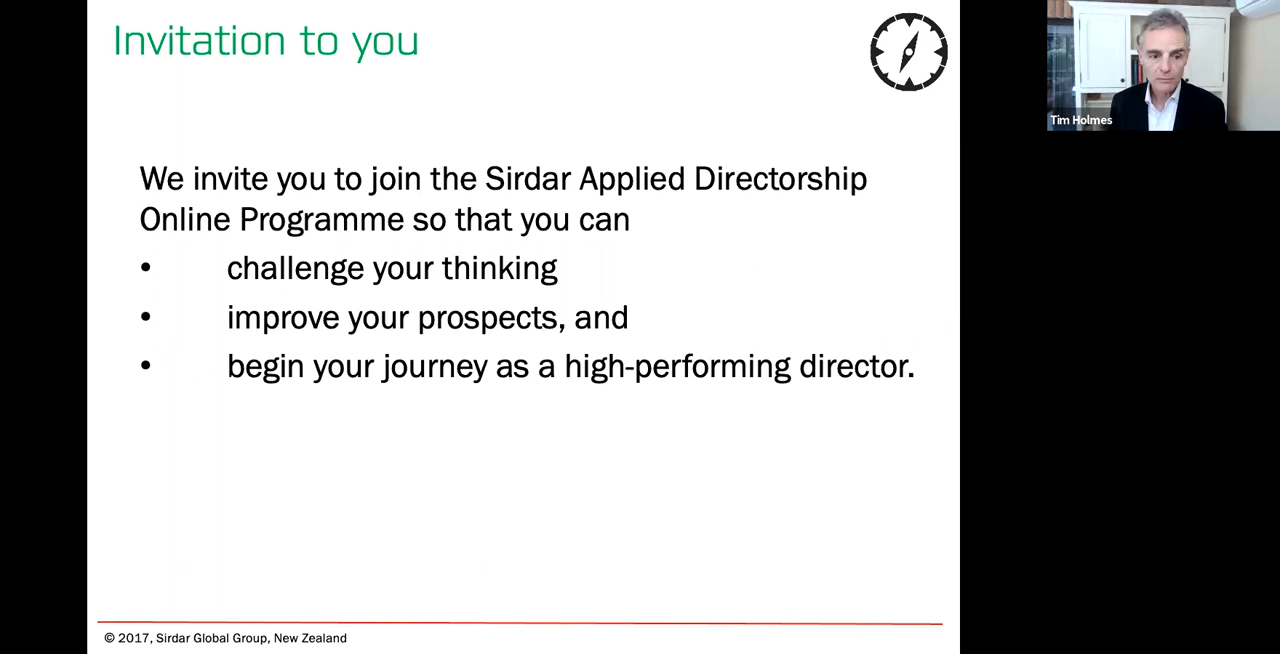 Invitation to you
Tim Holmes
We invite you to join the Sirdar Applied Directorship
Online Programme so that you can
• challenge your thinking
• improve your prospects, and
• begin your journey as a high-performing director.
© 2017, Sirdar Global Group, New Zealand